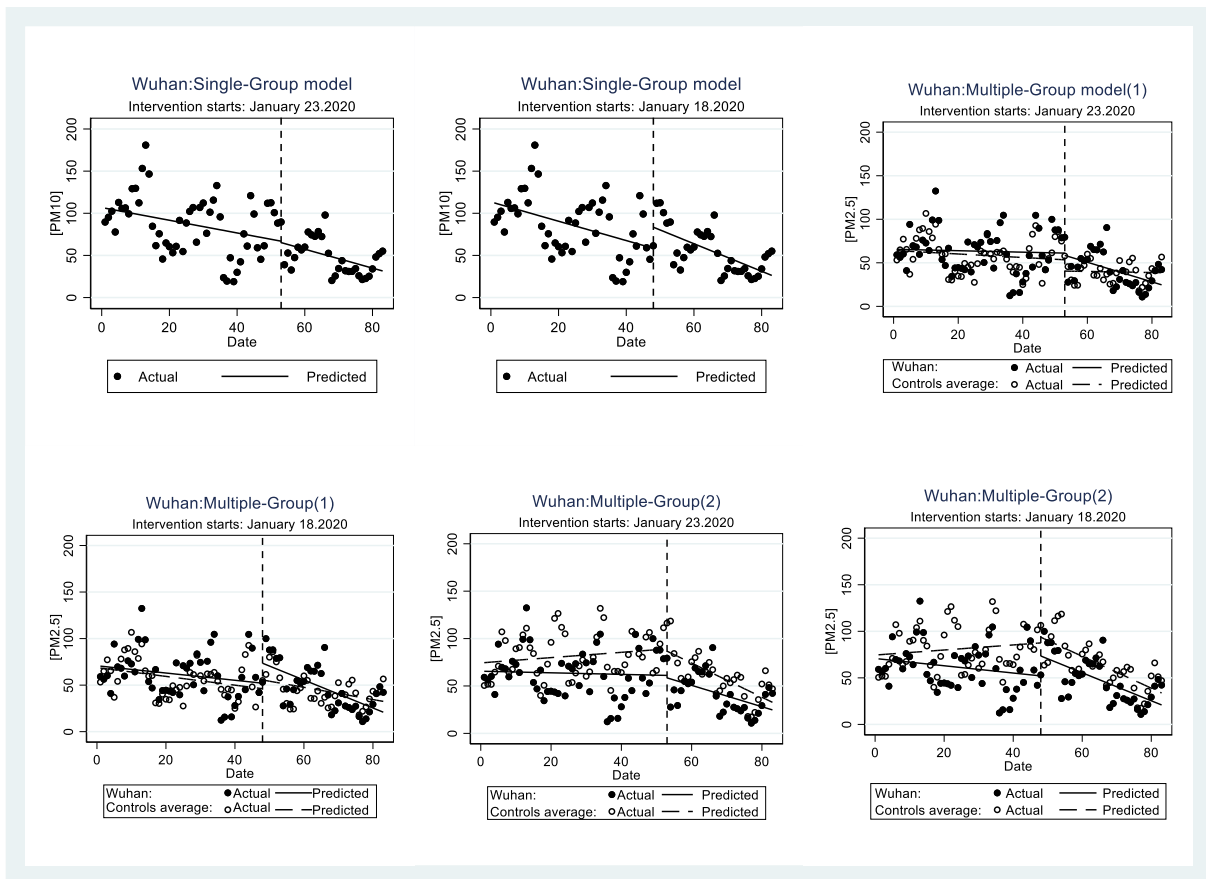 Wuhan:Single-Group model
Intervention starts: January 23.2020
[PM10]
200
150
100
50
0
0 20 40 60 80
Date
Actual Predicted
Wuhan:Single-Group model
Intervention starts: January 18.2020
[PM10]
200
150
100
50
0
0 20 40 60 80
Date
Actual Predicted
Wuhan:Multiple-Group model(1)
Intervention starts: January 23.2020
[PM2.5]
200
150
100
50
0
0 20 40 60 80
Date
Wuhan: Actual Predicted
Controls average: Actual Predicted
Wuhan:Multiple-Group(1)
Intervention starts: January 18.2020
[PM2.5]
200
150
100
50
0
0 20 40 60 80
Date
Wuhan: Actual Predicted
Controls average: Actual Predicted
Wuhan:Multiple-Group(2)
Intervention starts: January 23.2020
[PM2.5]
200
150
100
50
0
0 20 40 60 80
Date
Wuhan: Actual Predicted
Controls average: Actual Predicted
Wuhan:Multiple-Group(2)
Intervention starts: January 18.2020
[PM2.5]
200
150
100
50
0
0 20 40 60 80
Date
Wuhan: Actual Predicted
Controls average: Actual Predicted